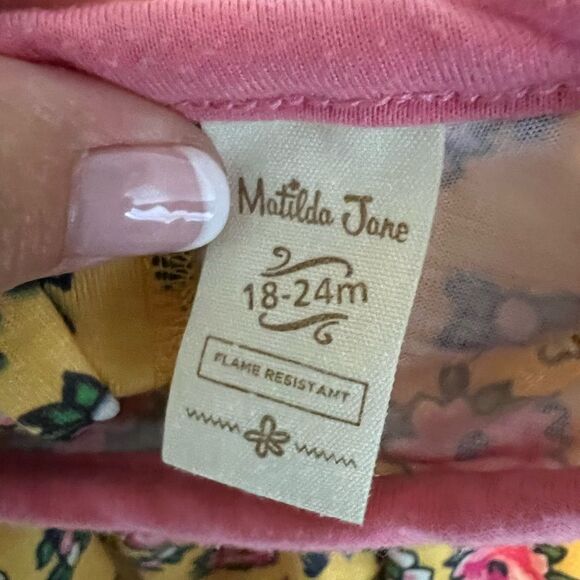 Matilda Jane
18-24m
FLAME RESISTANT